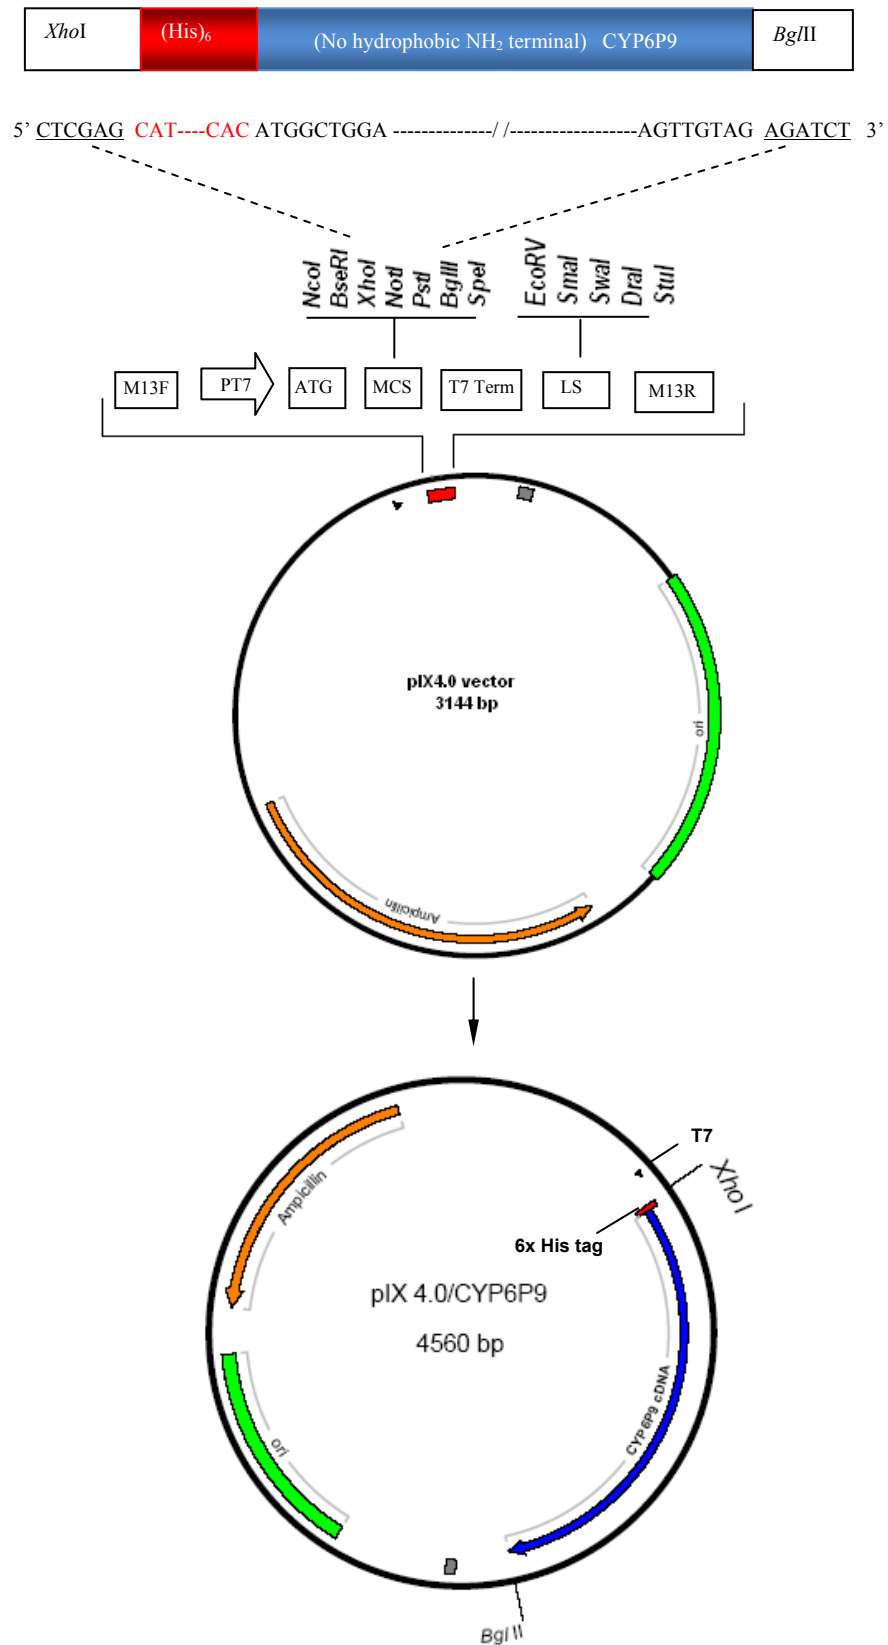 XhoI (His)6 (No hydrophobic NH2 terminal) CYP6P9 BglII
5' CTCGAG CAT----CAC ATGGCTGGA --------------/ /------------------AGTTGTAG AGATCT 3'
NcoI
BseRI
XhoI
NotI
PstI
BglII
SpeI
EcoRV
SmaI
SwaI
DraI
StuI
M13F PT7 ATG MCS T7 Term LS M13R
pIX4.0 vector
3144 bp
ori
Ampicillin
T7
XhoI
Ampicillin
6x His tag
pIX 4.0/CYP6P9
4560 bp
CYP6P9 cDNA
ori
Bgl II